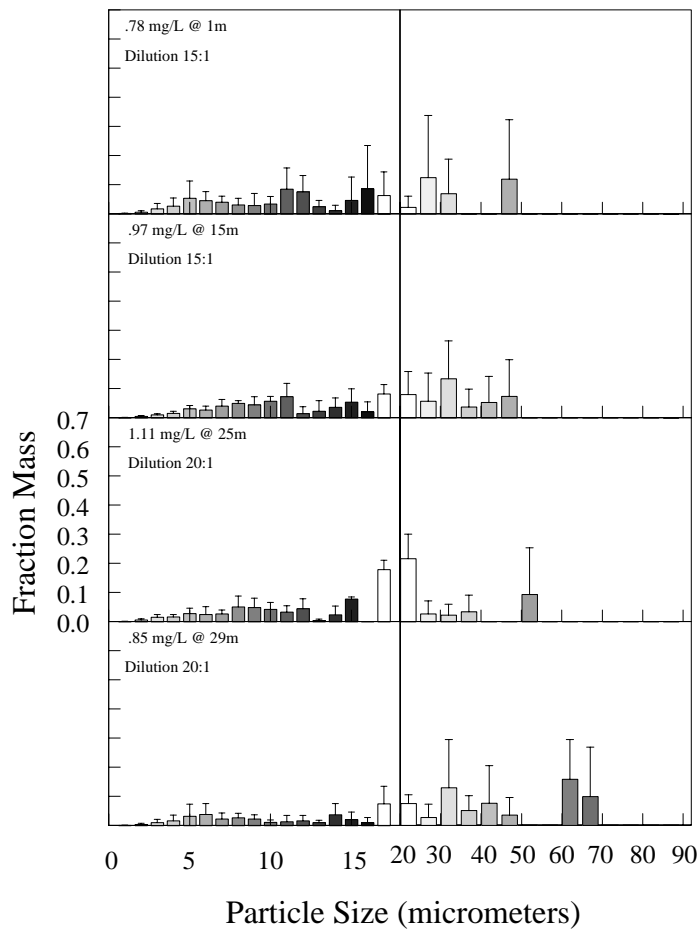 .78 mg/L @ 1m
Dilution 15:1
.97 mg/L @ 15m
Dilution 15:1
0.7
1.11 mg/L @ 25m
0.6
Dilution 20:1
0.5
0.4
0.3
0.2
0.1
0.0
Fraction Mass
.85 mg/L @ 29m
Dilution 20:1
0 5 10 15 20 30 40 50 60 70 80 90
Particle Size (micrometers)